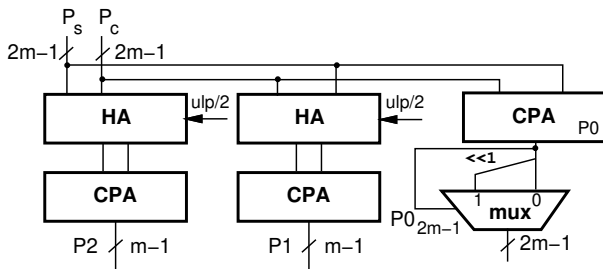 P_s P_c
2m−1 2m−1
HA ulp/2 HA ulp/2 CPA P0
<<1
CPA CPA 1 0
mux
P0_{2m−1}
P2 m−1 P1 m−1 2m−1